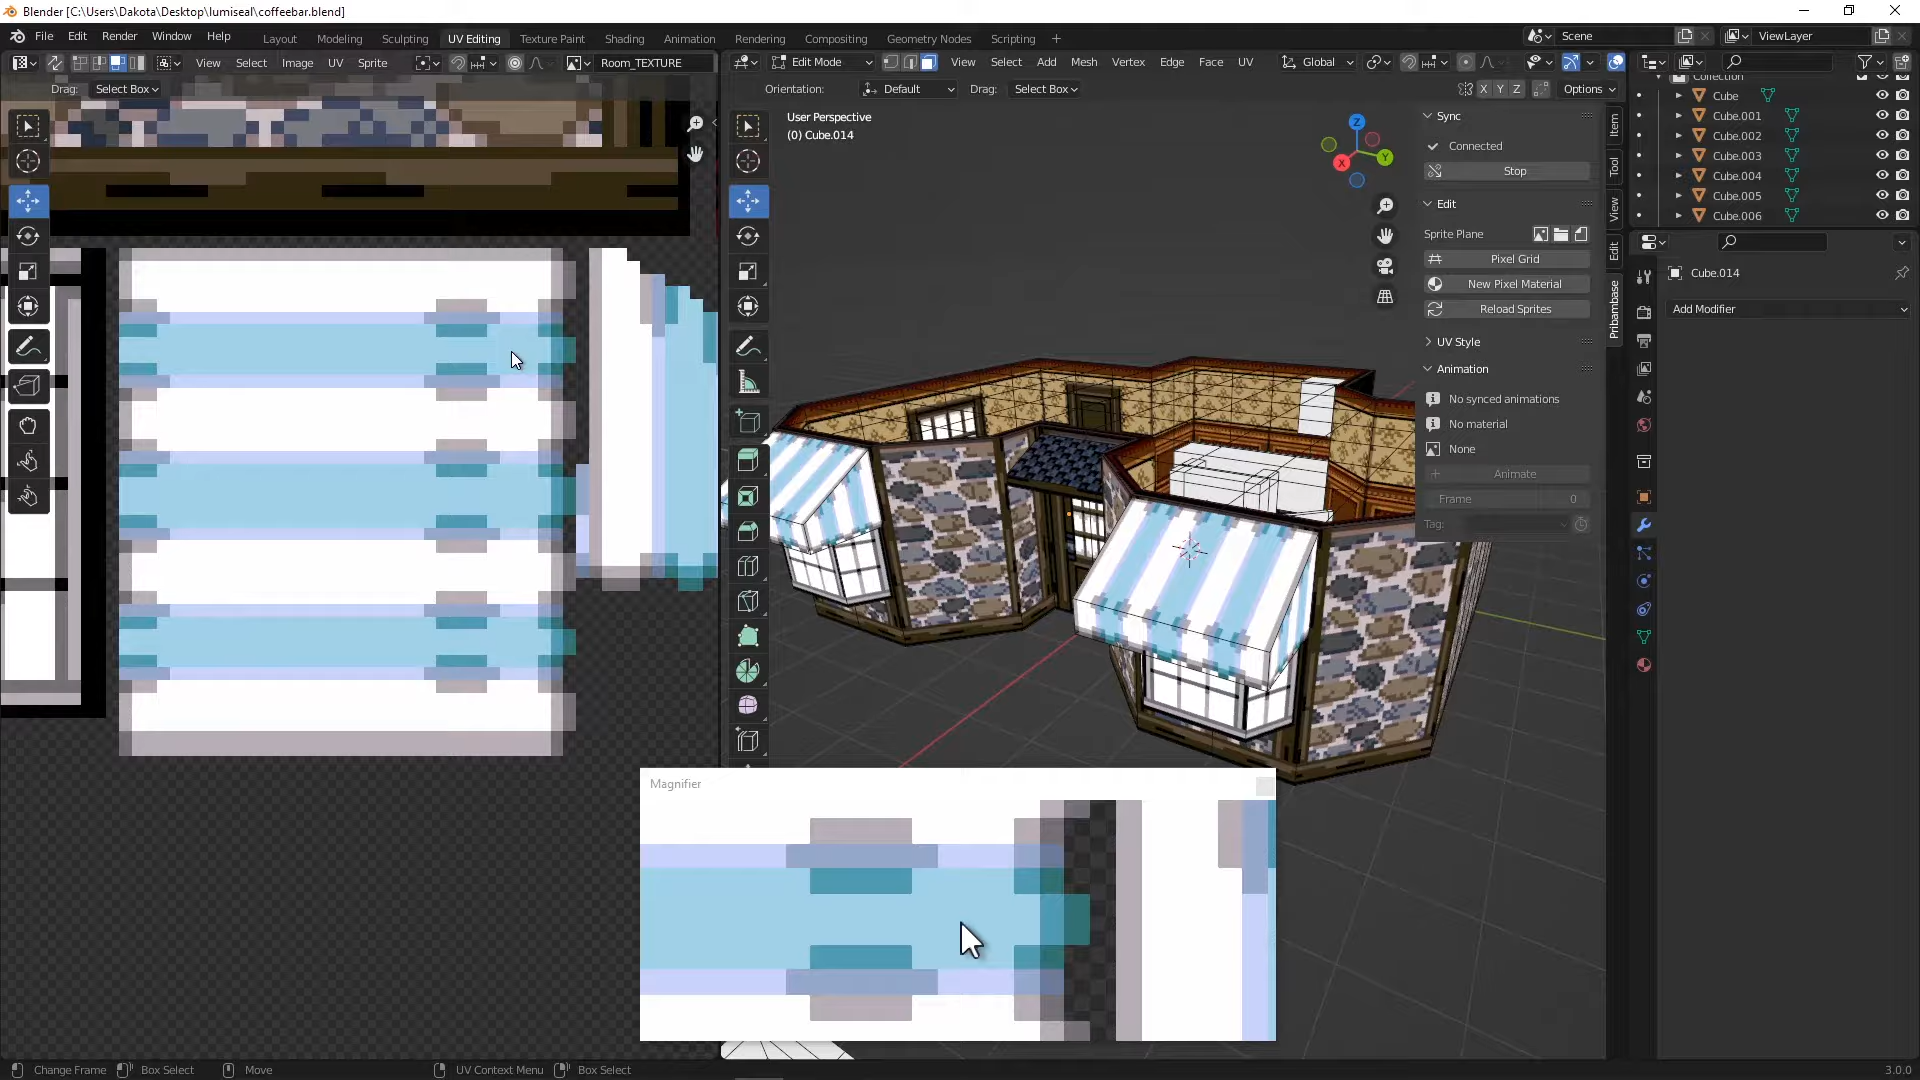 Blender [C:\Users\Dakota\Desktop\lumiseal\coffeebar.blend]
File Edit Render Window Help Layout Modeling Sculpting UV Editing Texture Paint Shading Animation Rendering Compositing Geometry Nodes Scripting + Scene ViewLayer
View Select Image UV Sprite Room_TEXTURE Edit Mode View Select Add Mesh Vertex Edge Face UV Global
Drag: Select Box Orientation: Default Drag: Select Box X Y Z Options
Collection
Cube
Cube.001
Cube.002
Cube.003
Cube.004
Cube.005
Cube.006
User Perspective
(0) Cube.014
Z
Y
X
Sync
Connected
Stop
Edit
Sprite Plane
Pixel Grid
New Pixel Material
Reload Sprites
UV Style
Animation
No synced animations
No material
None
Animate
Frame 0
Tag:
Item
Tool
View
Edit
Pribambase
Cube.014
Add Modifier
Magnifier
Change Frame Box Select Move UV Context Menu Box Select 3.0.0